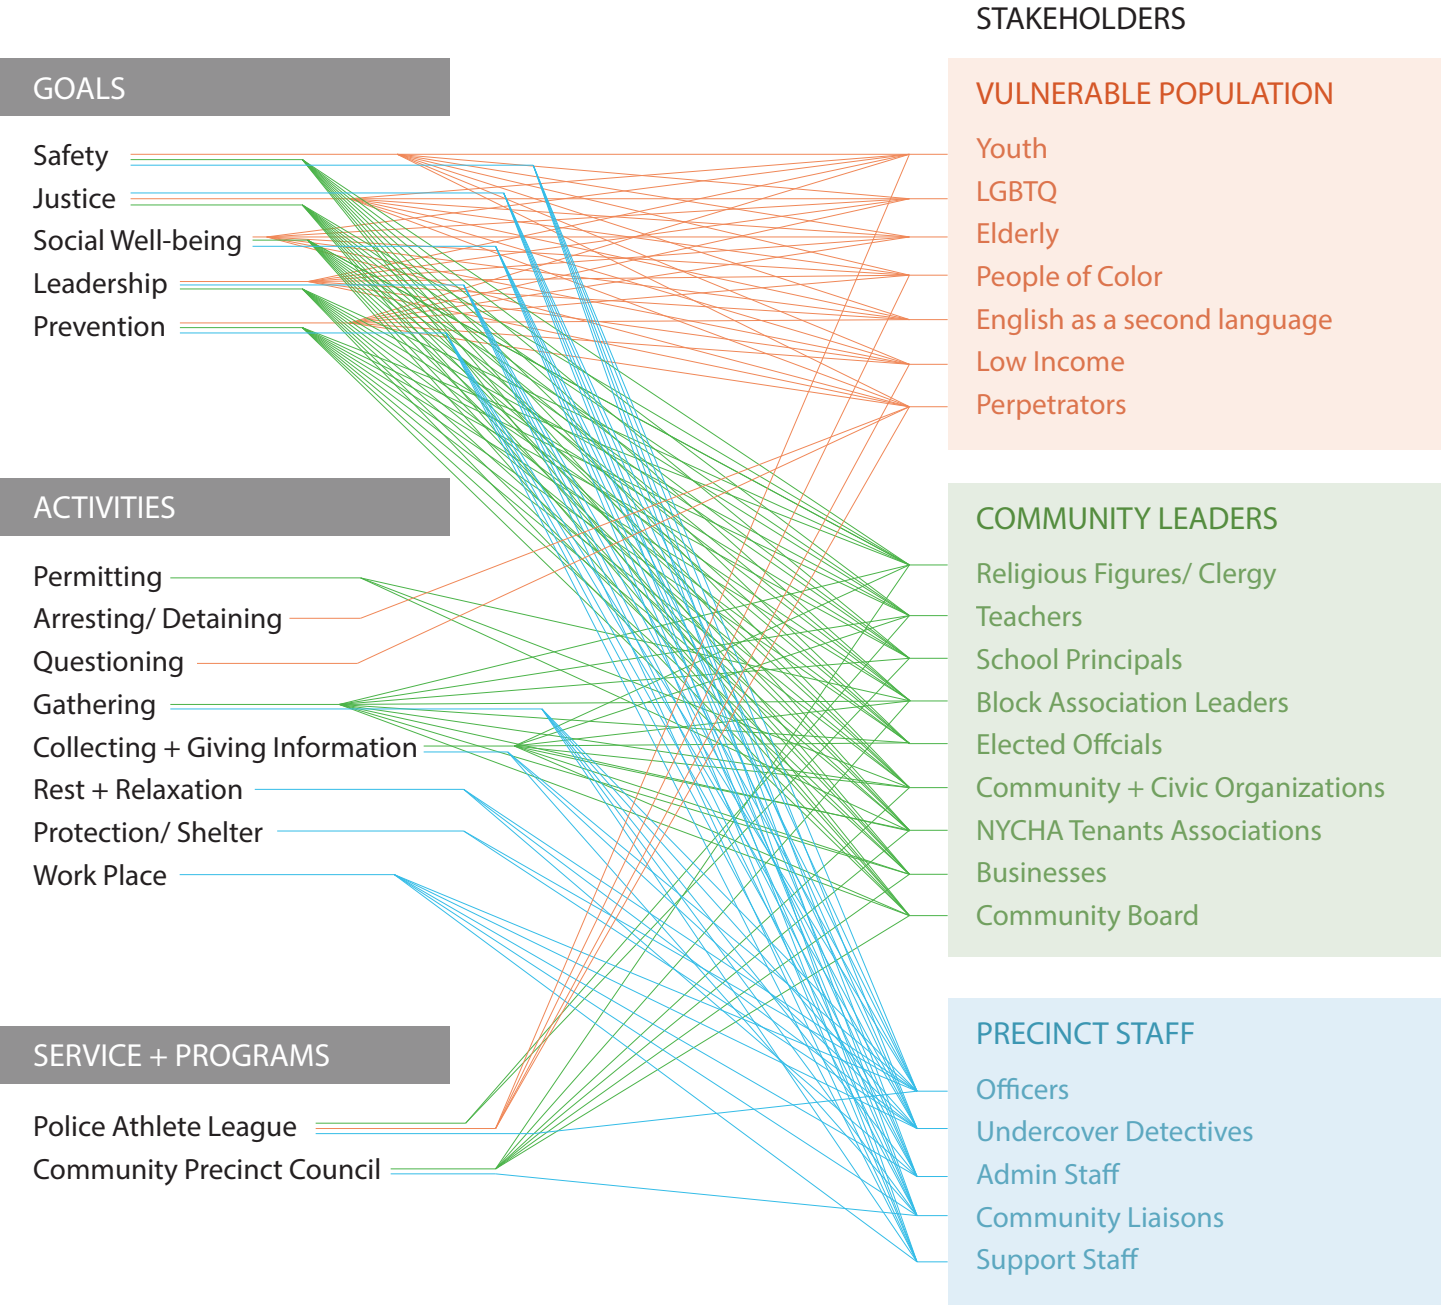 STAKEHOLDERS
GOALS
Safety
Justice
Social Well-being
Leadership
Prevention
ACTIVITIES
Permitting
Arresting/ Detaining
Questioning
Gathering
Collecting + Giving Information
Rest + Relaxation
Protection/ Shelter
Work Place
SERVICE + PROGRAMS
Police Athlete League
Community Precinct Council
VULNERABLE POPULATION
Youth
LGBTQ
Elderly
People of Color
English as a second language
Low Income
Perpetrators
COMMUNITY LEADERS
Religious Figures/ Clergy
Teachers
School Principals
Block Association Leaders
Elected Offcials
Community + Civic Organizations
NYCHA Tenants Associations
Businesses
Community Board
PRECINCT STAFF
Officers
Undercover Detectives
Admin Staff
Community Liaisons
Support Staff